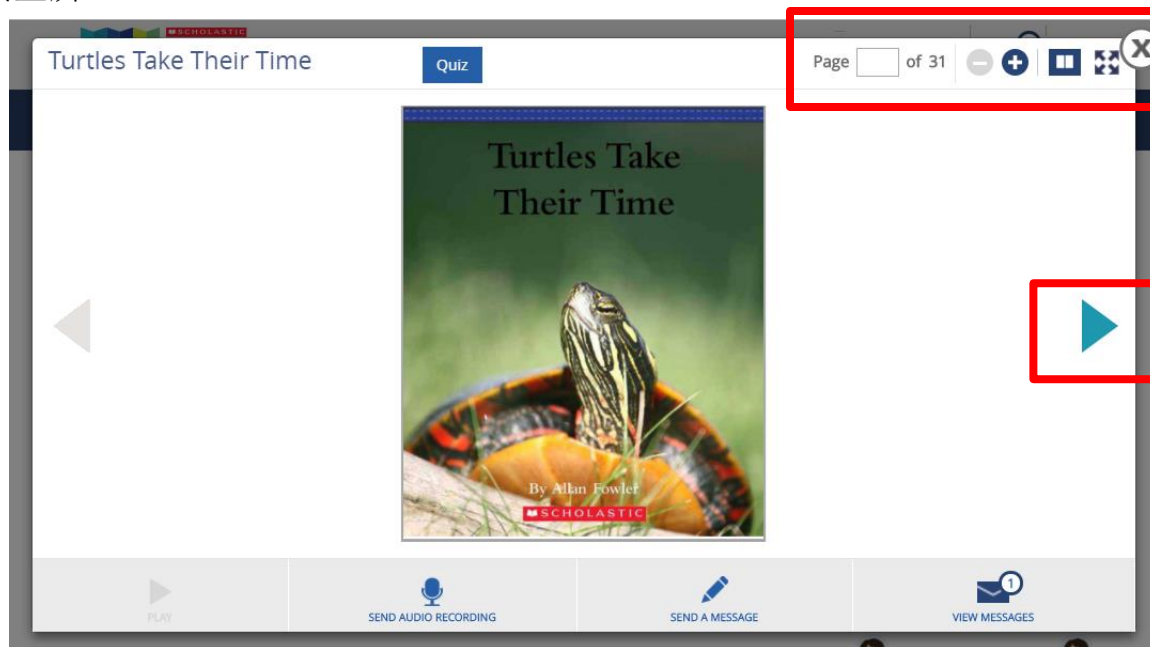 SCHOLASTIC
Turtles Take Their Time
Quiz
Page of 31
X
Turtles Take
Their Time
By Allan Fowler
SCHOLASTIC
PLAY
SEND AUDIO RECORDING
SEND A MESSAGE
1
VIEW MESSAGES